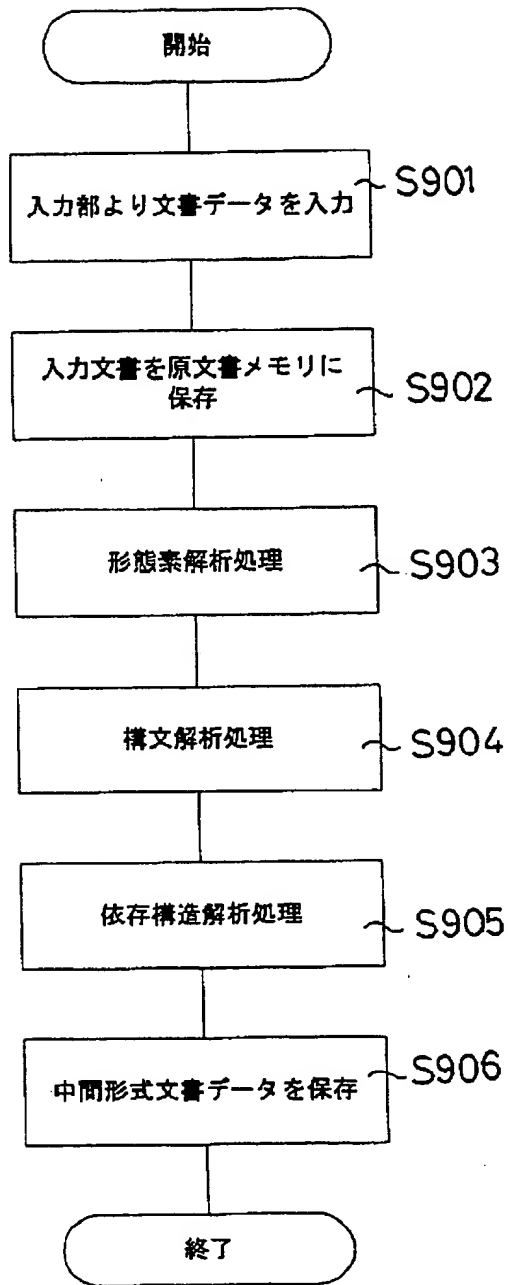 開始
入力部より文書データを入力
S901
入力文書を原文書メモリに
保存
S902
形態素解析処理
S903
構文解析処理
S904
依存構造解析処理
S905
中間形式文書データを保存
S906
終了